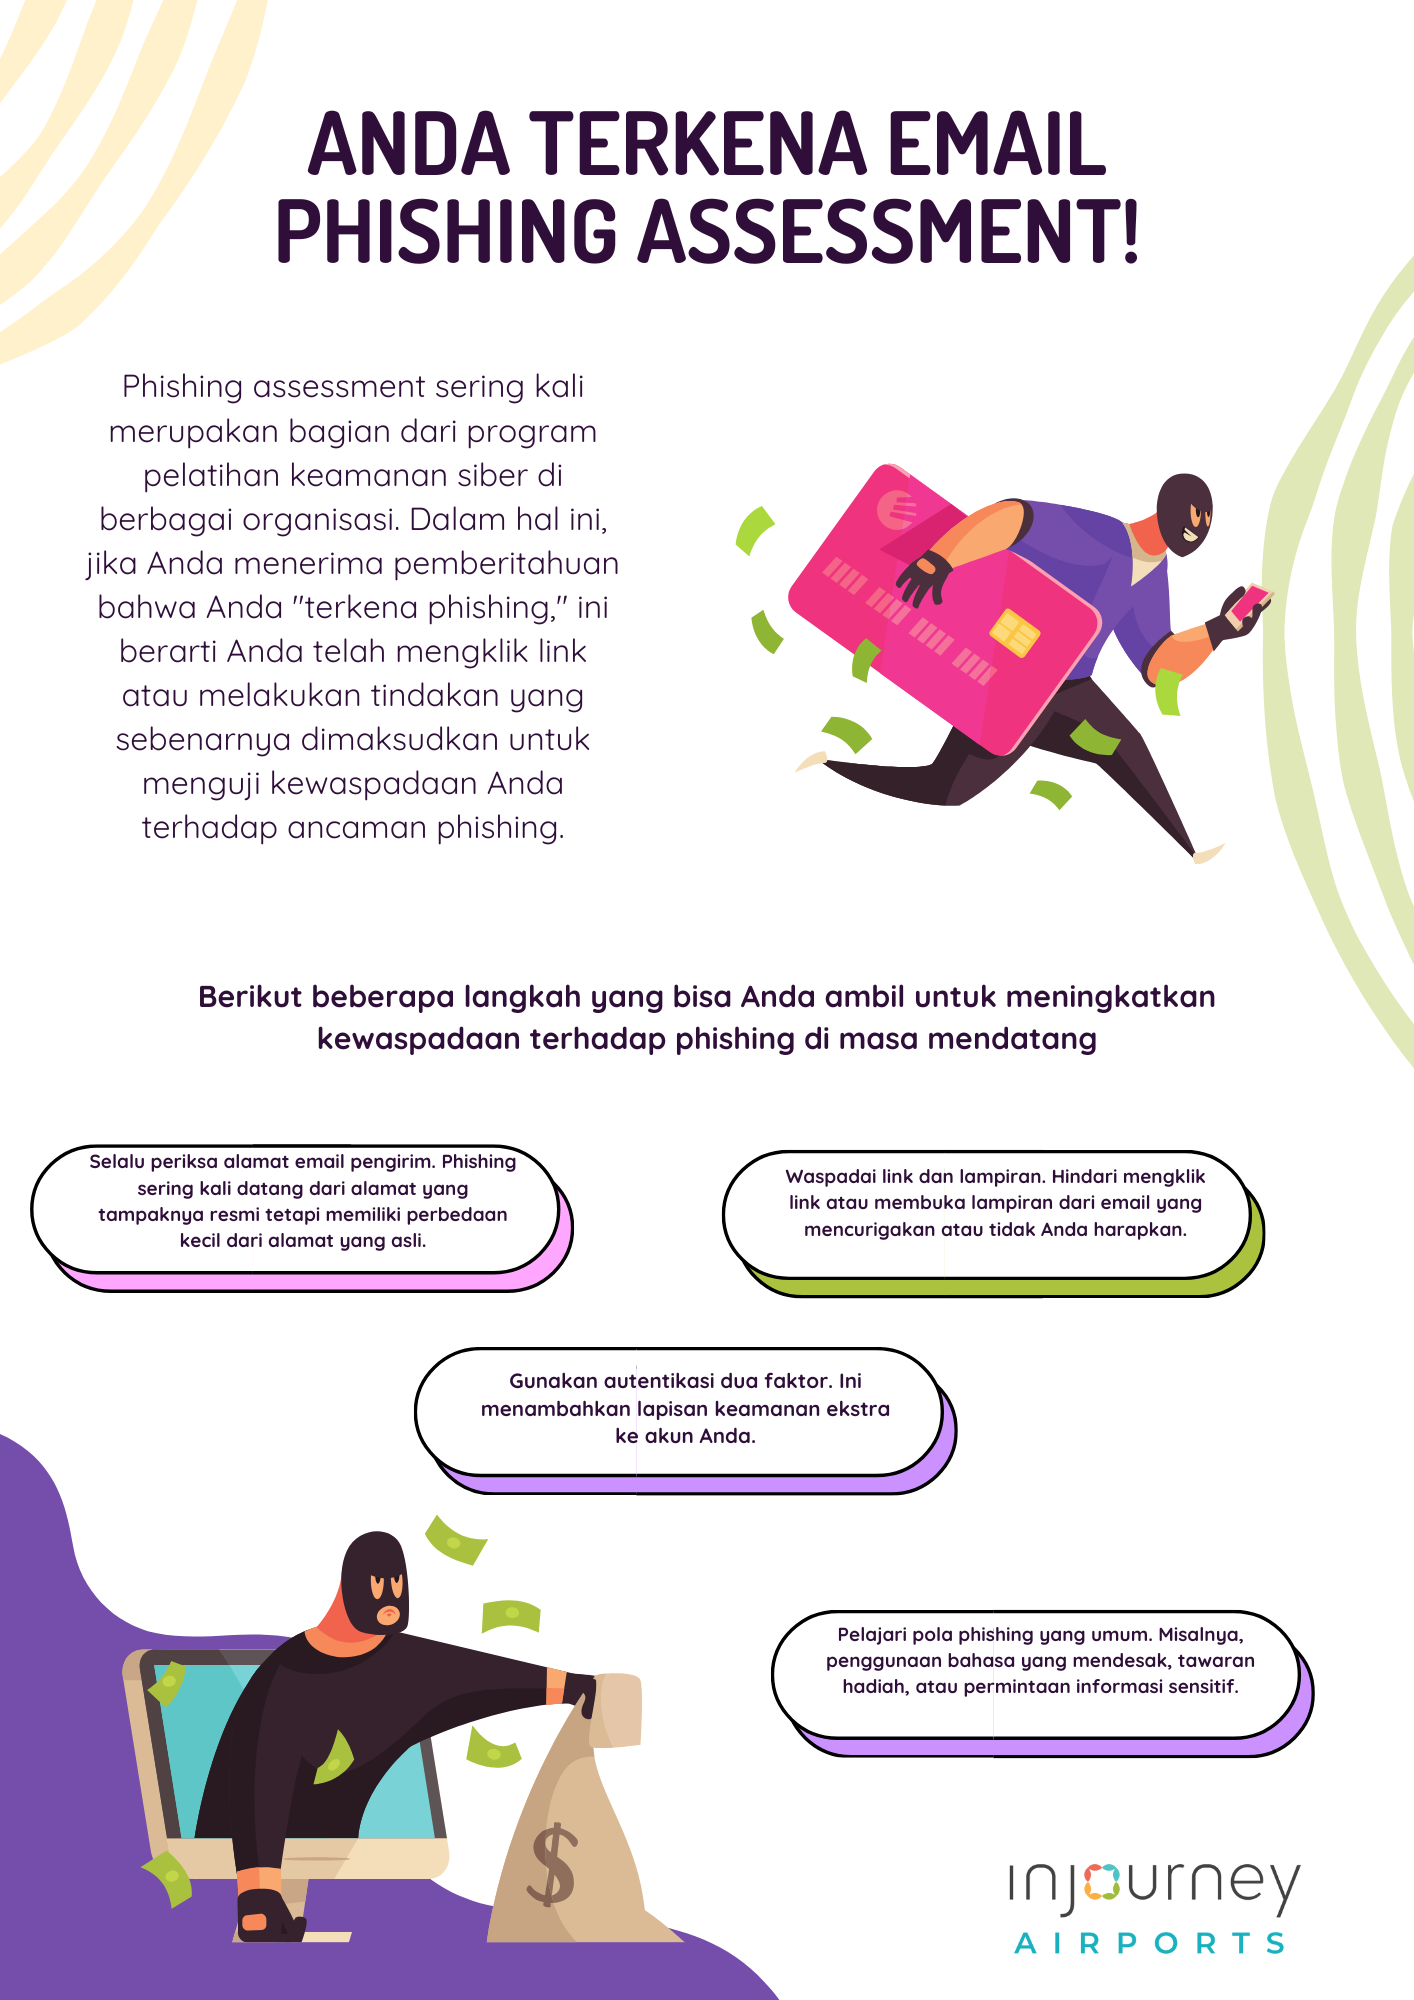 ANDA TERKENA EMAIL
PHISHING ASSESSMENT!
Phishing assessment sering kali
merupakan bagian dari program
pelatihan keamanan siber di
berbagai organisasi. Dalam hal ini,
jika Anda menerima pemberitahuan
bahwa Anda "terkena phishing," ini
berarti Anda telah mengklik link
atau melakukan tindakan yang
sebenarnya dimaksudkan untuk
menguji kewaspadaan Anda
terhadap ancaman phishing.
Berikut beberapa langkah yang bisa Anda ambil untuk meningkatkan
kewaspadaan terhadap phishing di masa mendatang
Selalu periksa alamat email pengirim. Phishing
sering kali datang dari alamat yang
tampaknya resmi tetapi memiliki perbedaan
kecil dari alamat yang asli.
Waspadai link dan lampiran. Hindari mengklik
link atau membuka lampiran dari email yang
mencurigakan atau tidak Anda harapkan.
Gunakan autentikasi dua faktor. Ini
menambahkan lapisan keamanan ekstra
ke akun Anda.
Pelajari pola phishing yang umum. Misalnya,
penggunaan bahasa yang mendesak, tawaran
hadiah, atau permintaan informasi sensitif.
$
injourney
AIRPORTS